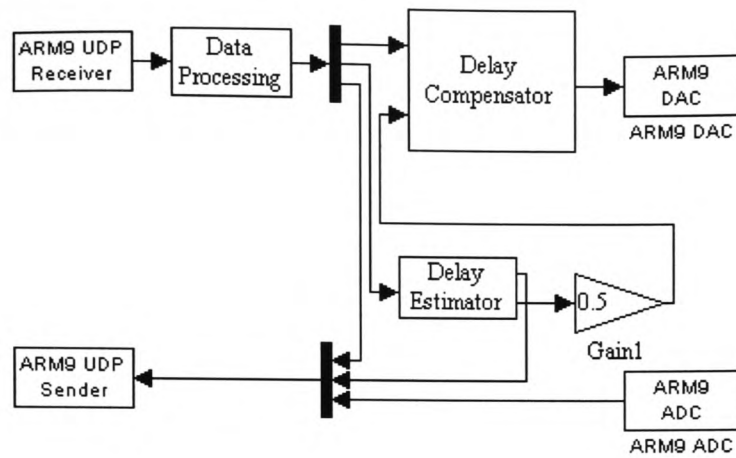 ARM9 UDP
Receiver
Data
Processing
Delay
Compensator
ARM9
DAC
ARM9 DAC
Delay
Estimator
0.5
Gain1
ARM9 UDP
Sender
ARM9
ADC
ARM9 ADC